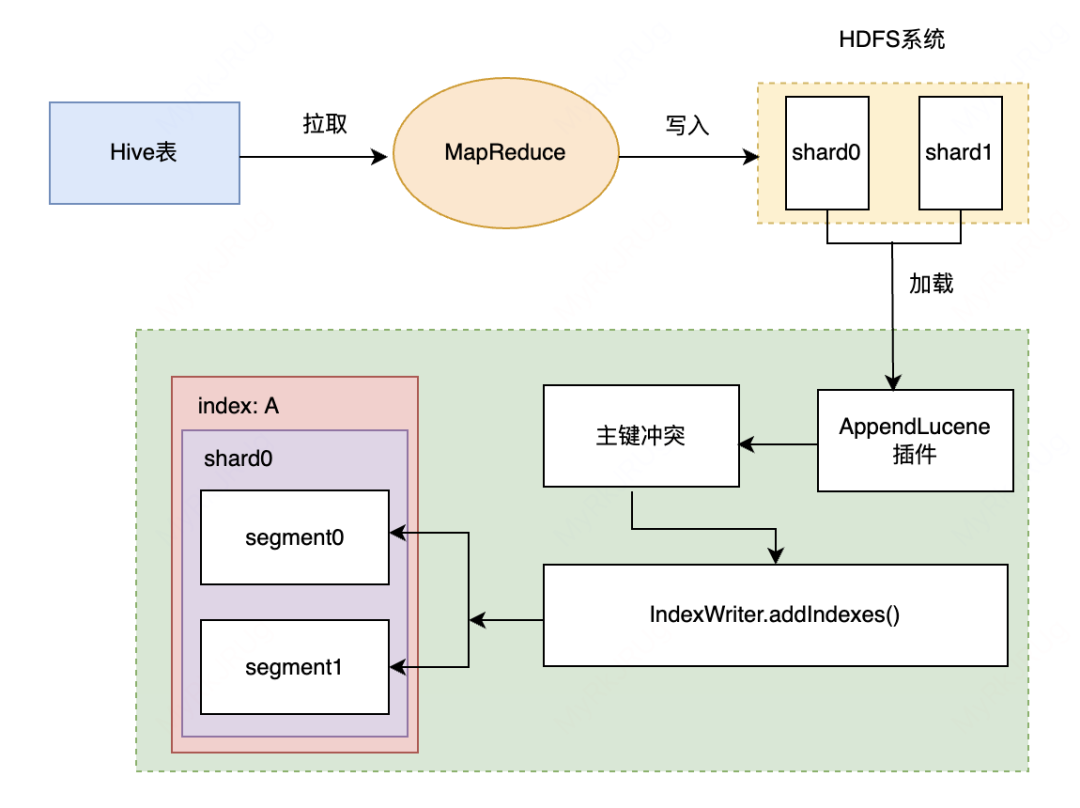 HDFS系统
Hive表
拉取
MapReduce
写入
shard0
shard1
加载
index: A
shard0
segment0
segment1
主键冲突
AppendLucene
插件
IndexWriter.addIndexes()